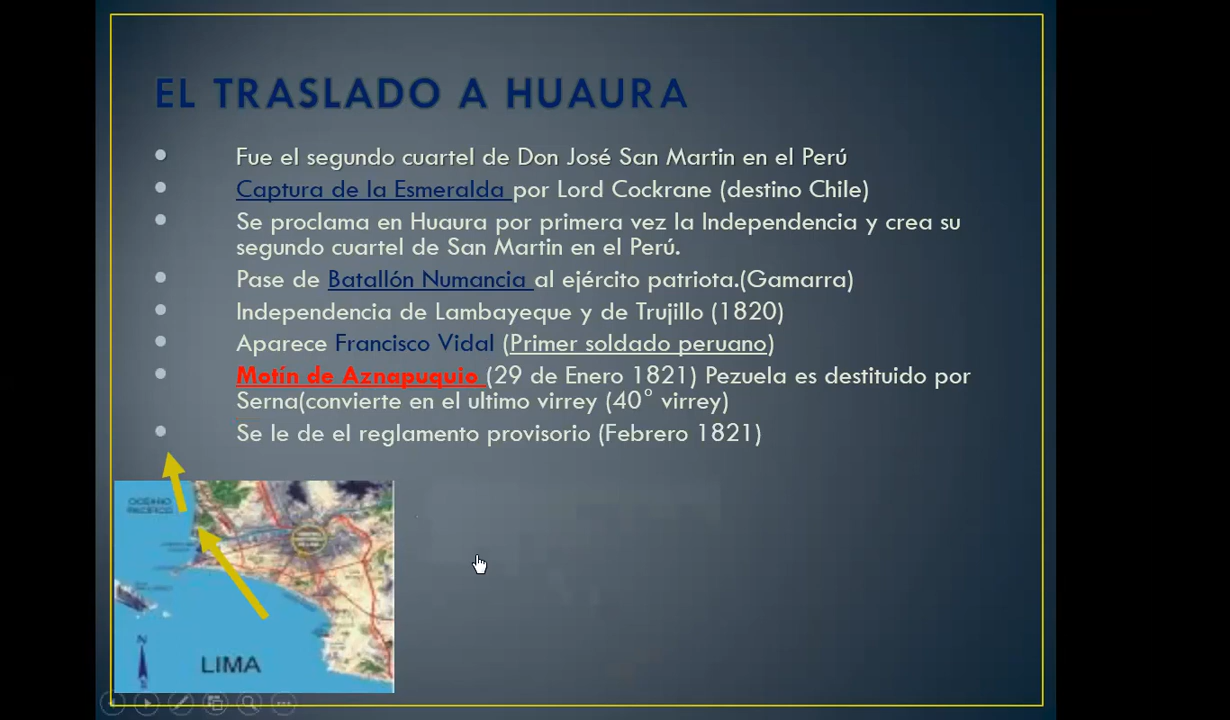 EL TRASLADO A HUAURA
Fue el segundo cuartel de Don José San Martin en el Perú
Captura de la Esmeralda por Lord Cockrane (destino Chile)
Se proclama en Huaura por primera vez la Independencia y crea su
segundo cuartel de San Martin en el Perú.
Pase de Batallón Numancia al ejército patriota.(Gamarra)
Independencia de Lambayeque y de Trujillo (1820)
Aparece Francisco Vidal (Primer soldado peruano)
Motín de Aznapuquio (29 de Enero 1821) Pezuela es destituido por
Serna(convierte en el ultimo virrey (40° virrey)
Se le de el reglamento provisorio (Febrero 1821)
OCEANO
PACIFICO
N
LIMA